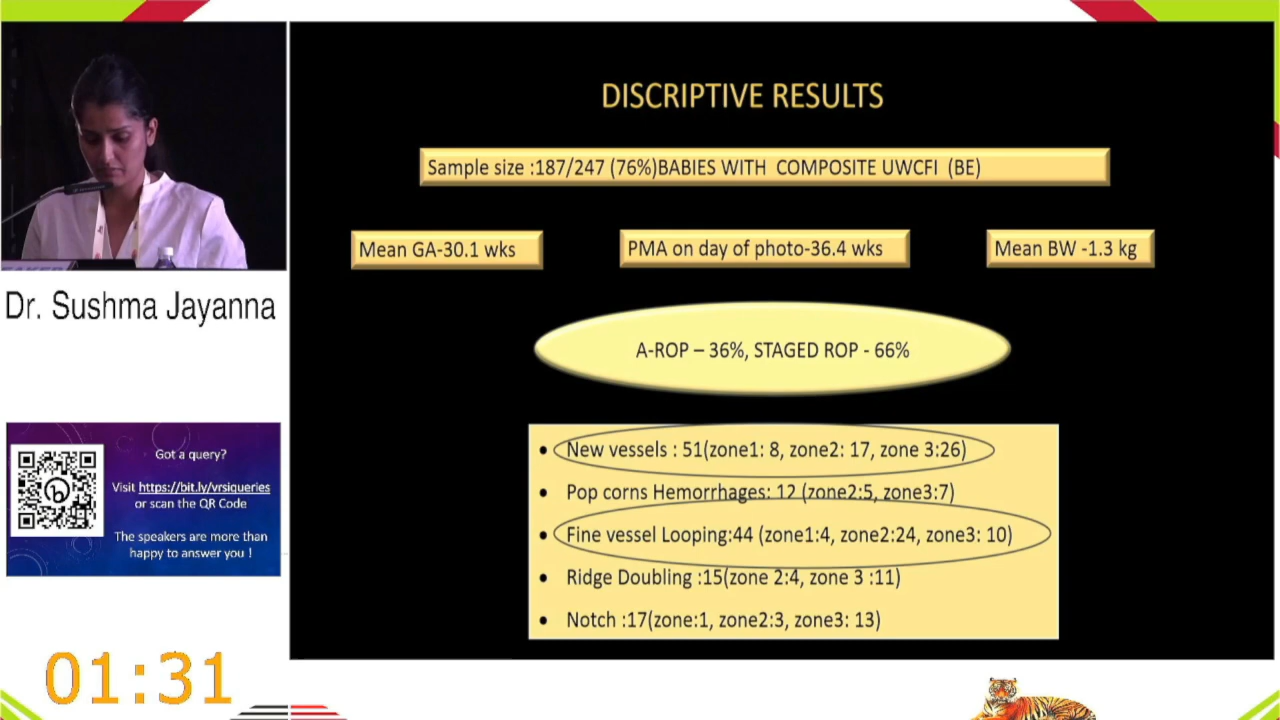 DISCRIPTIVE RESULTS
Sample size :187/247 (76%)BABIES WITH COMPOSITE UWCFI (BE)
Mean GA-30.1 wks
PMA on day of photo-36.4 wks
Mean BW -1.3 kg
A-ROP – 36%, STAGED ROP - 66%
• New vessels : 51(zone1: 8, zone2: 17, zone 3:26)
• Pop corns Hemorrhages: 12 (zone2:5, zone3:7)
• Fine vessel Looping:44 (zone1:4, zone2:24, zone3: 10)
• Ridge Doubling :15(zone 2:4, zone 3 :11)
• Notch :17(zone:1, zone2:3, zone3: 13)
Dr. Sushma Jayanna
Got a query?
Visit https://bit.ly/vrsiqueries
or scan the QR Code
The speakers are more than
happy to answer you !
01:31